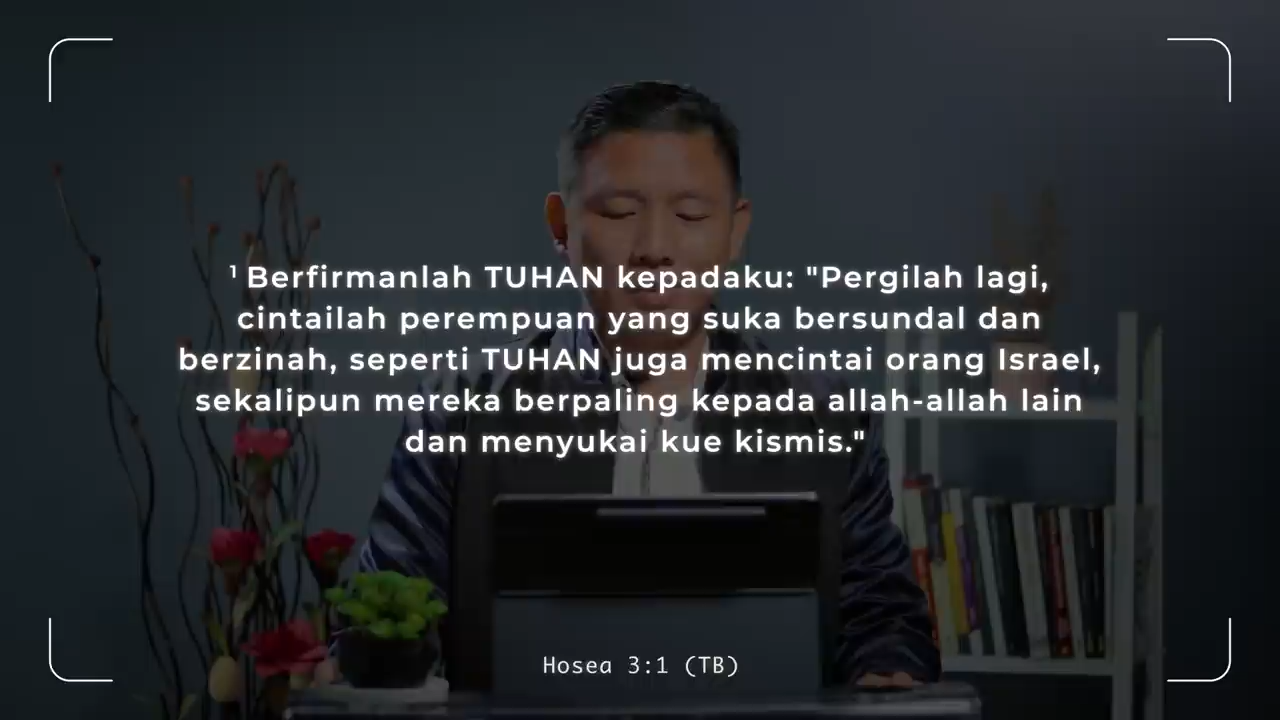 ¹ Berfirmanlah TUHAN kepadaku: "Pergilah lagi,
cintailah perempuan yang suka bersundal dan
berzinah, seperti TUHAN juga mencintai orang Israel,
sekalipun mereka berpaling kepada allah-allah lain
dan menyukai kue kismis."
Hosea 3:1 (TB)